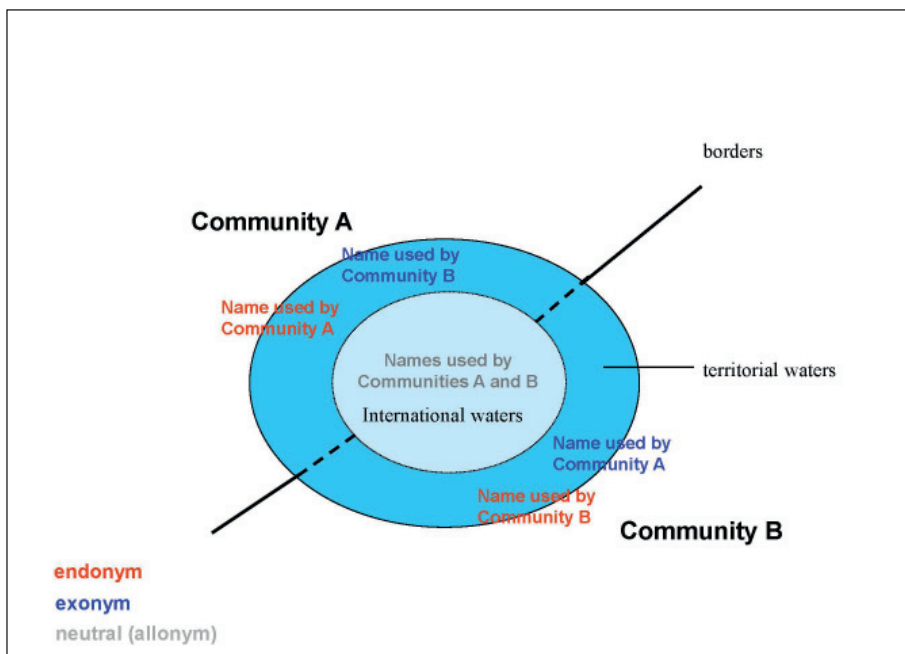 borders
Community A
Name used by
Community B
Name used by
Community A
Names used by
Communities A and B
territorial waters
International waters
Name used by
Community A
Name used by
Community B
Community B
endonym
exonym
neutral (allonym)